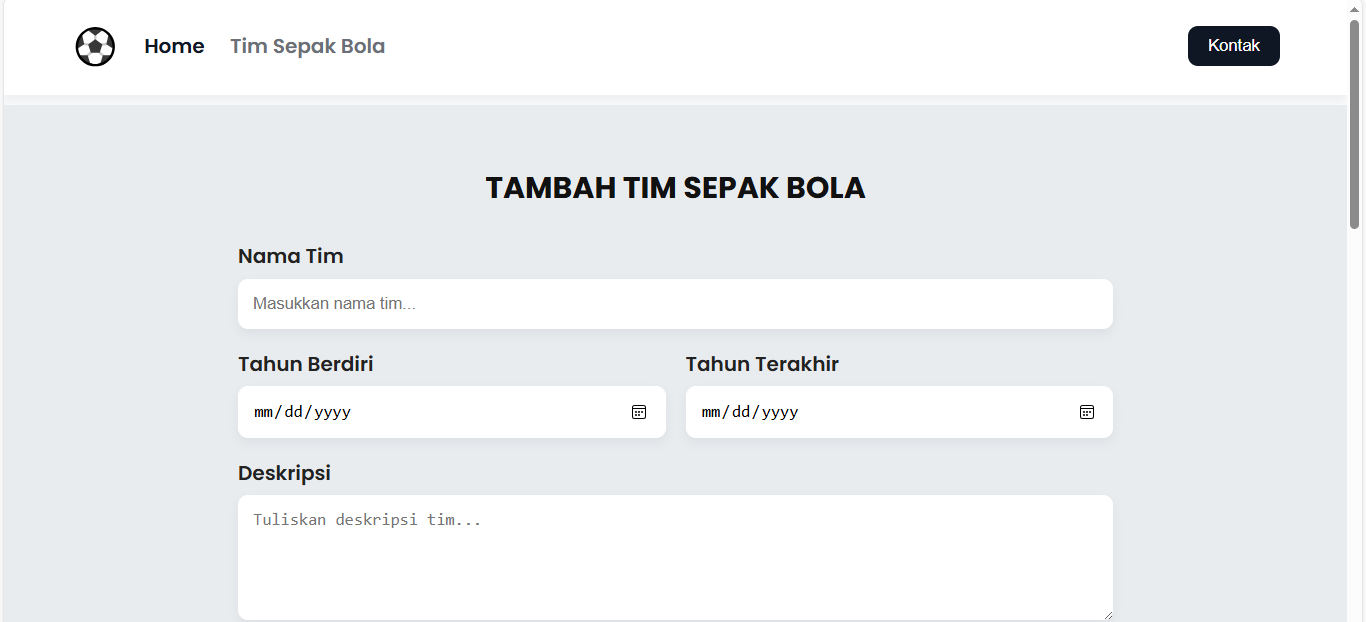 Home Tim Sepak Bola Kontak
TAMBAH TIM SEPAK BOLA
Nama Tim
Masukkan nama tim...
Tahun Berdiri Tahun Terakhir
mm/dd/yyyy mm/dd/yyyy
Deskripsi
Tuliskan deskripsi tim...